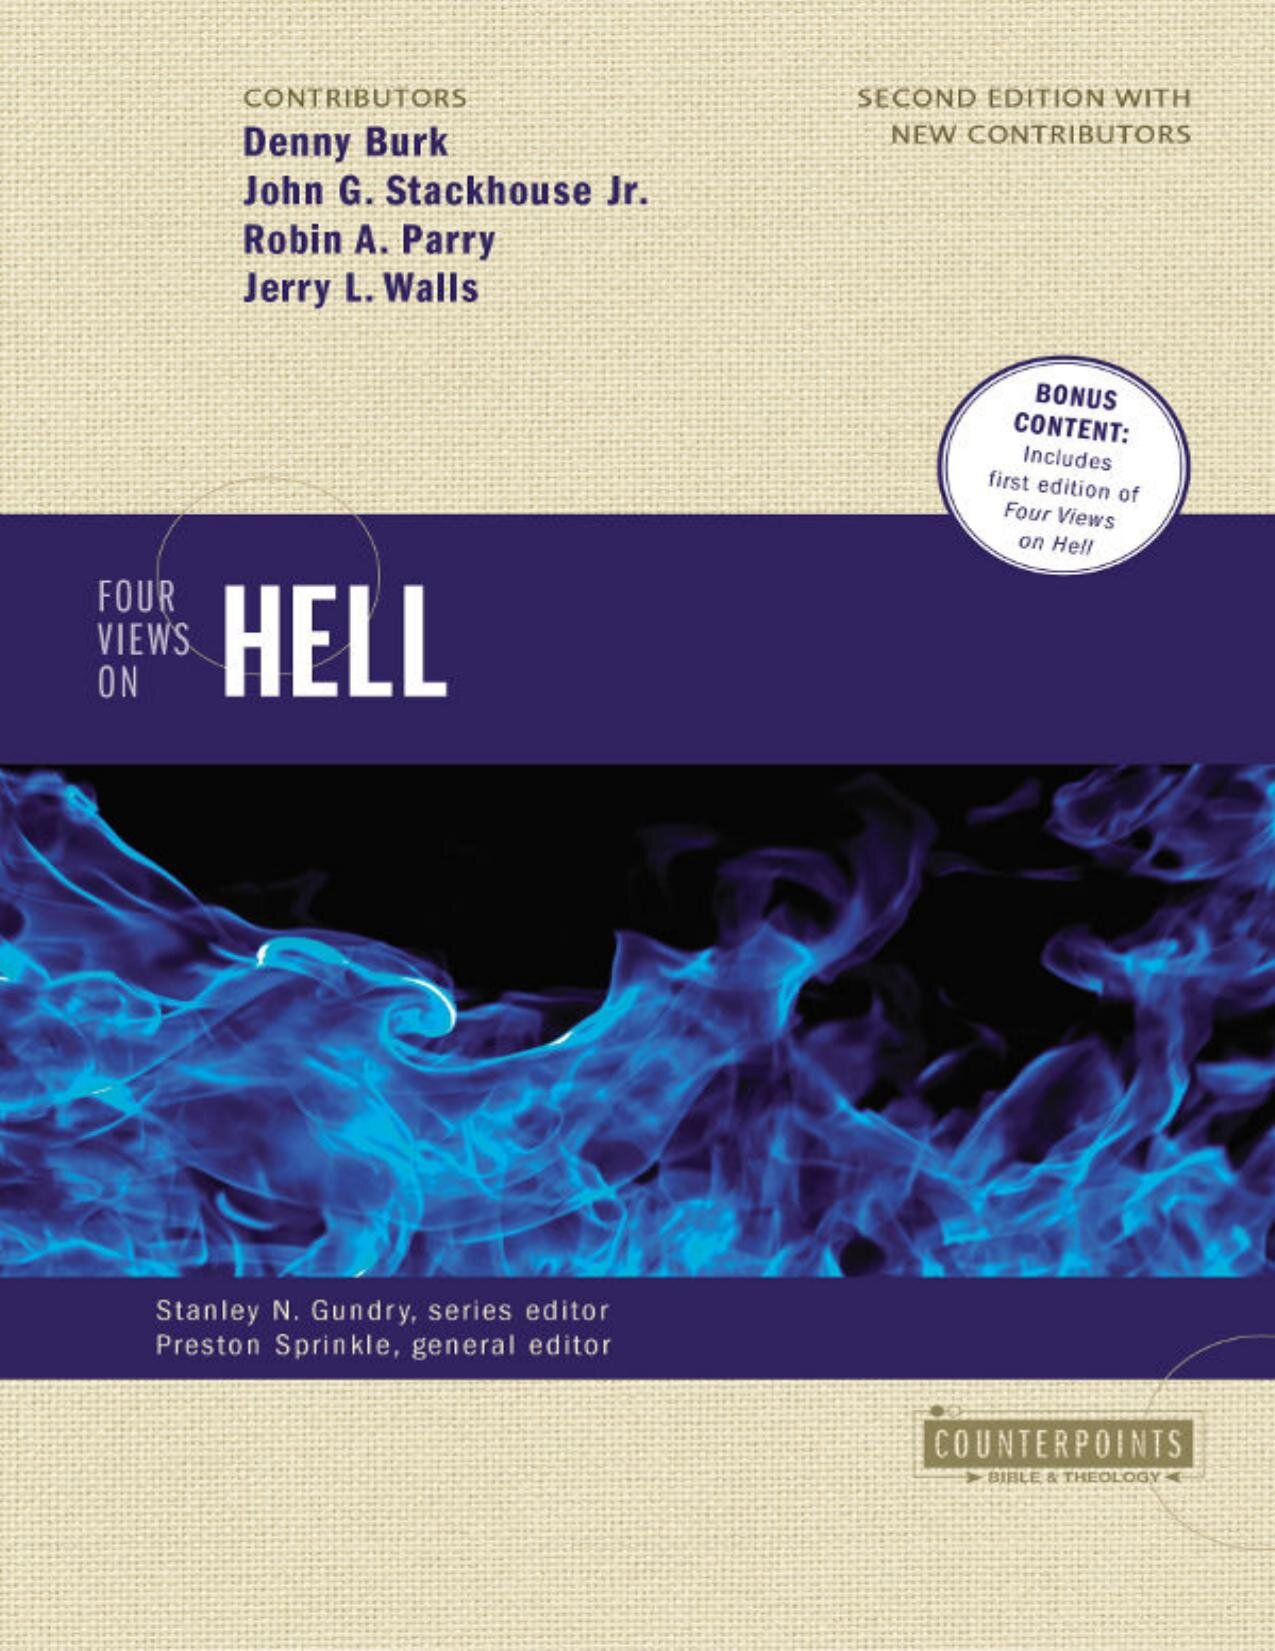 CONTRIBUTORS
Denny Burk
John G. Stackhouse Jr.
Robin A. Parry
Jerry L. Walls
SECOND EDITION WITH
NEW CONTRIBUTORS
BONUS
CONTENT:
Includes
first edition of
Four Views
on Hell
FOUR
VIEWS
ON
HELL
Stanley N. Gundry, series editor
Preston Sprinkle, general editor
COUNTERPOINTS
BIBLE & THEOLOGY